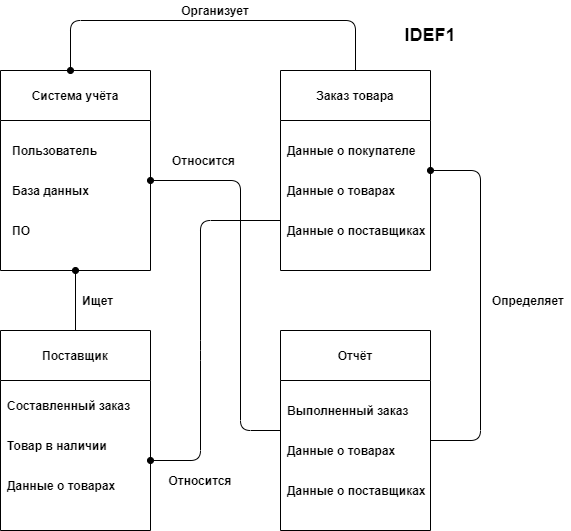 Организует
IDEF1
Система учёта
Пользователь
База данных
ПО
Заказ товара
Данные о покупателе
Данные о товарах
Данные о поставщиках
Относится
Ищет
Определяет
Поставщик
Составленный заказ
Товар в наличии
Данные о товарах
Относится
Отчёт
Выполненный заказ
Данные о товарах
Данные о поставщиках